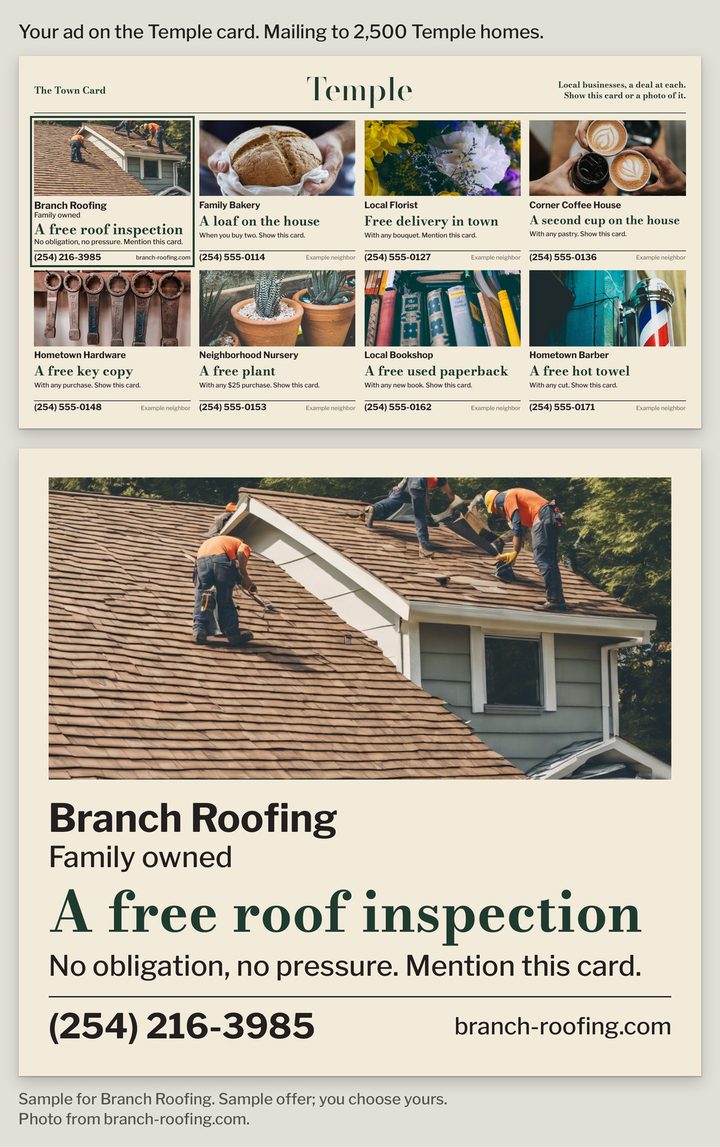 Your ad on the Temple card. Mailing to 2,500 Temple homes.
The Town Card
Temple
Local businesses, a deal at each.
Show this card or a photo of it.
Branch Roofing
Family owned
A free roof inspection
No obligation, no pressure. Mention this card.
(254) 216-3985
branch-roofing.com
Family Bakery
A loaf on the house
When you buy two. Show this card.
(254) 555-0114
Example neighbor
Local Florist
Free delivery in town
With any bouquet. Mention this card.
(254) 555-0127
Example neighbor
Corner Coffee House
A second cup on the house
With any pastry. Show this card.
(254) 555-0136
Example neighbor
Hometown Hardware
A free key copy
With any purchase. Show this card.
(254) 555-0148
Example neighbor
Neighborhood Nursery
A free plant
With any $25 purchase. Show this card.
(254) 555-0153
Example neighbor
Local Bookshop
A free used paperback
With any new book. Show this card.
(254) 555-0162
Example neighbor
Hometown Barber
A free hot towel
With any cut. Show this card.
(254) 555-0171
Example neighbor
Branch Roofing
Family owned
A free roof inspection
No obligation, no pressure. Mention this card.
(254) 216-3985
branch-roofing.com
Sample for Branch Roofing. Sample offer; you choose yours.
Photo from branch-roofing.com.